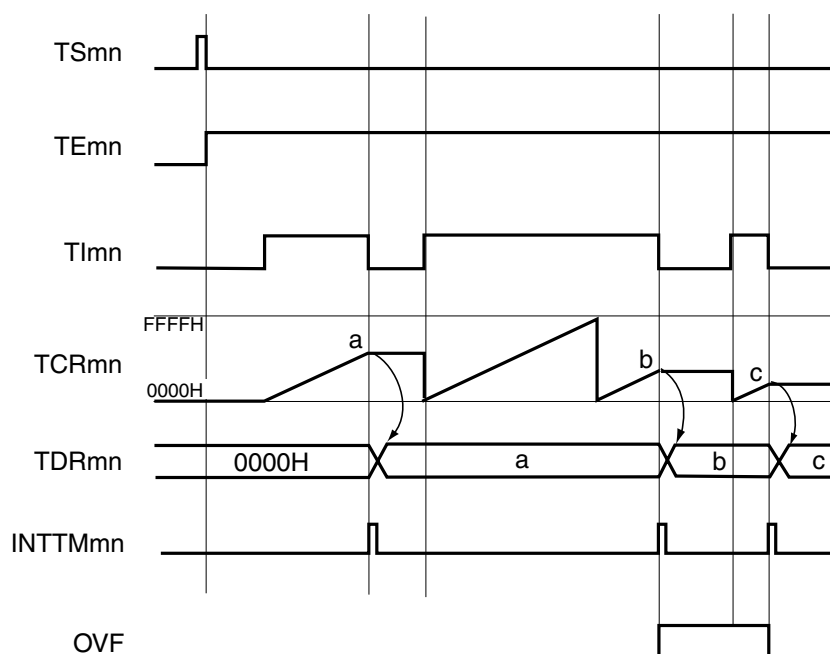 TSmn
TEmn
TImn
FFFFH
TCRmn
0000H
a
b
c
TDRmn
0000H
a
b
c
INTTMmn
OVF